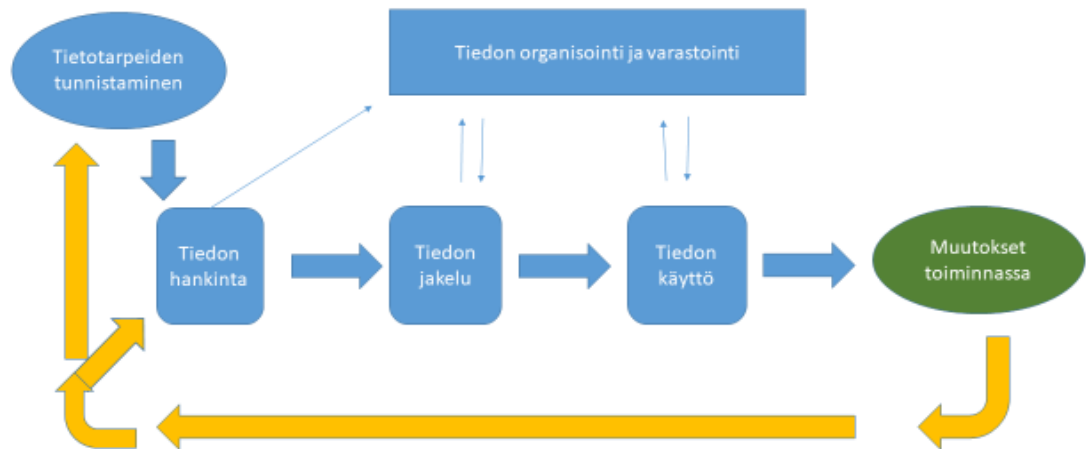 Tietotarpeiden
tunnistaminen
Tiedon organisointi ja varastointi
Tiedon
hankinta
Tiedon
jakelu
Tiedon
käyttö
Muutokset
toiminnassa